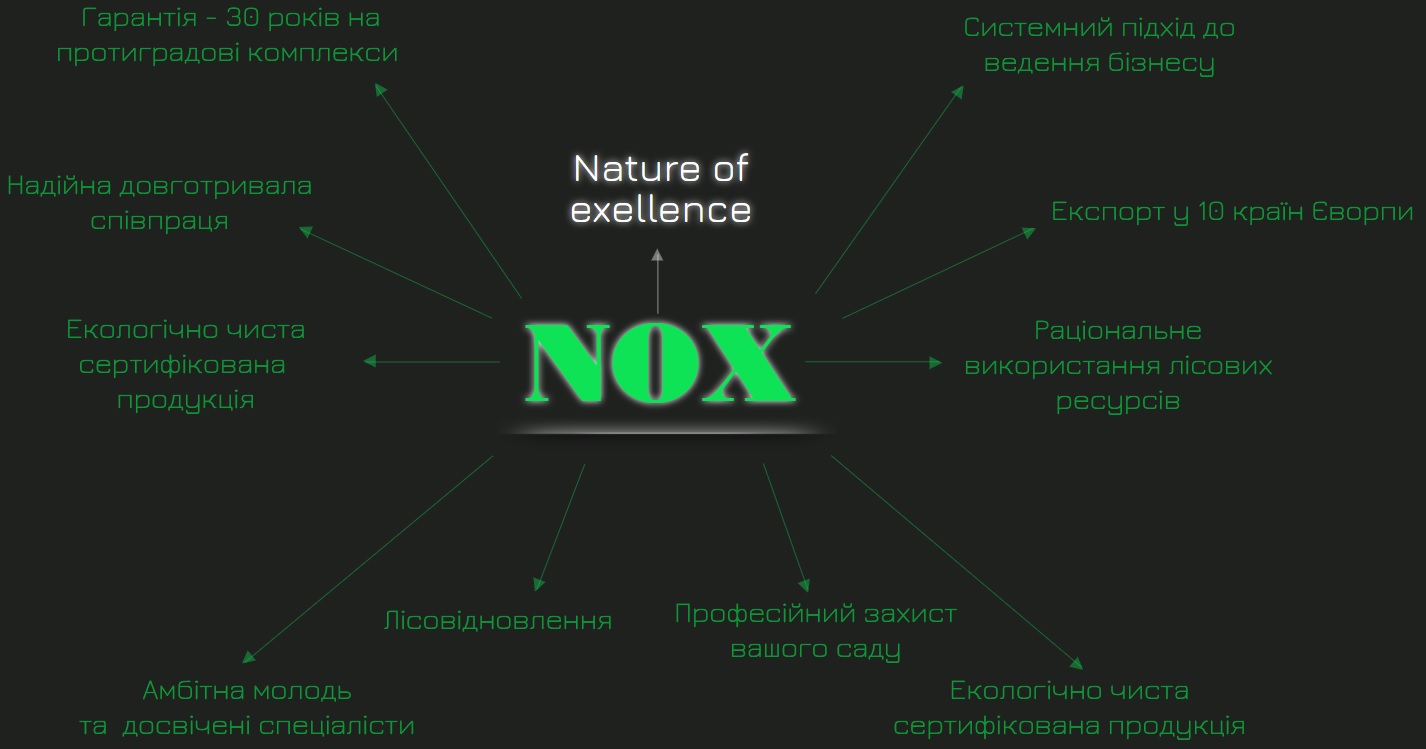 Гарантія - 30 років на
протиградові комплекси
Системний підхід до
ведення бізнесу
Nature of
exellence
Надійна довготривала
співпраця
Експорт у 10 країн Єворпи
NOX
Екологічно чиста
сертифікована
продукція
Раціональне
використання лісових
ресурсів
Лісовідновлення
Професійний захист
вашого саду
Амбітна молодь
та досвічені спеціалісти
Екологічно чиста
сертифікована продукція